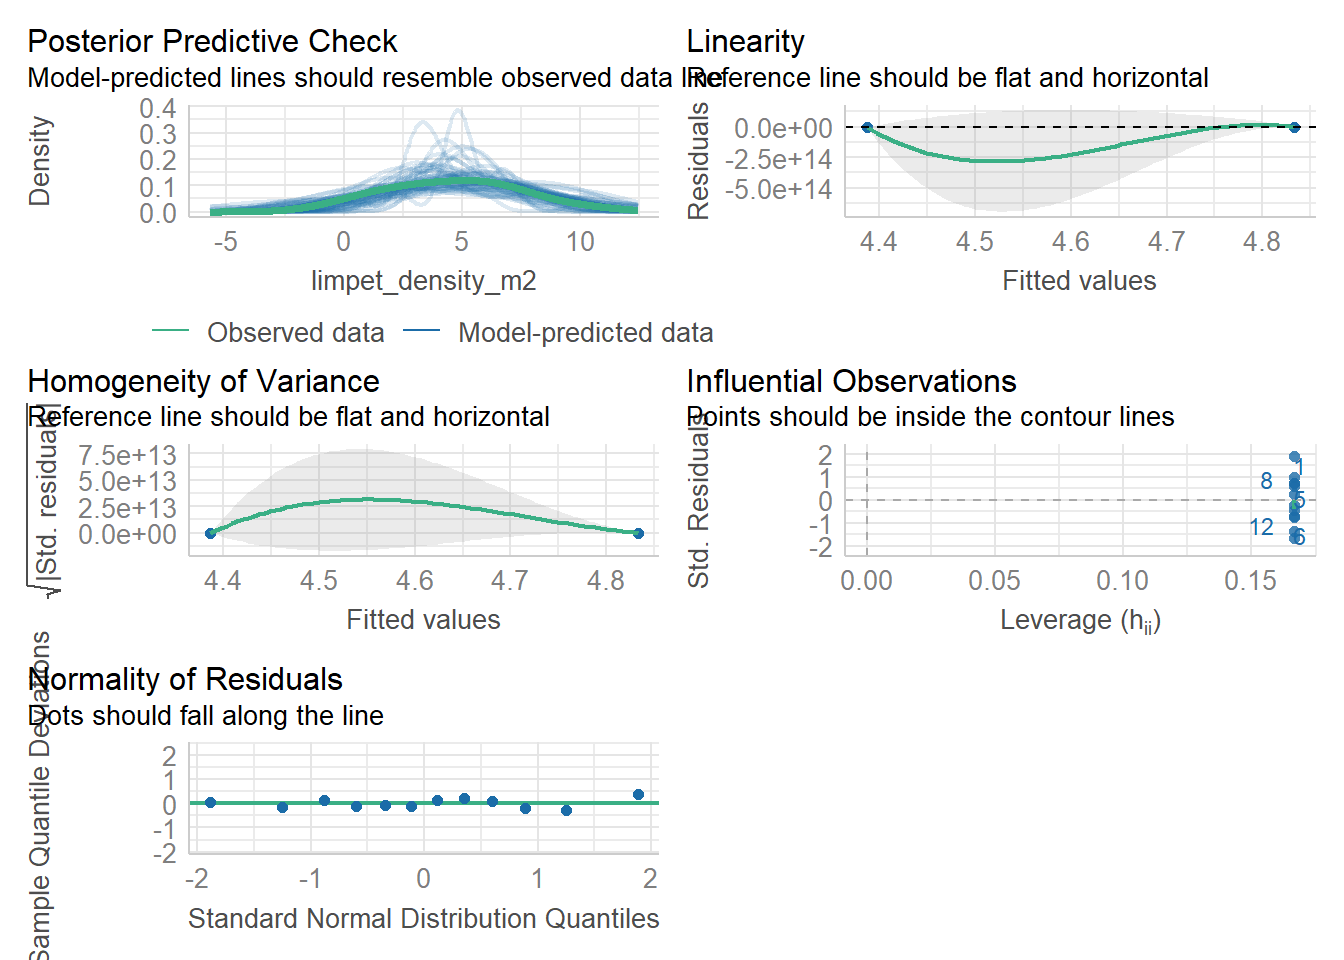 Posterior Predictive Check
Model-predicted lines should resemble observed data line
Density
0.4
0.3
0.2
0.1
0.0
-5 0 5 10
limpet_density_m2
Observed data Model-predicted data
Linearity
Reference line should be flat and horizontal
Residuals
0.0e+00
-2.5e+14
-5.0e+14
4.4 4.5 4.6 4.7 4.8
Fitted values
Homogeneity of Variance
Reference line should be flat and horizontal
√|Std. residuals|
7.5e+13
5.0e+13
2.5e+13
0.0e+00
4.4 4.5 4.6 4.7 4.8
Fitted values
Influential Observations
Points should be inside the contour lines
Std. Residuals
2
1
0
-1
-2
1
8
5
12
6
0.00 0.05 0.10 0.15
Leverage (hii)
Normality of Residuals
Dots should fall along the line
Sample Quantile Deviations
2
1
0
-1
-2
-2 -1 0 1 2
Standard Normal Distribution Quantiles